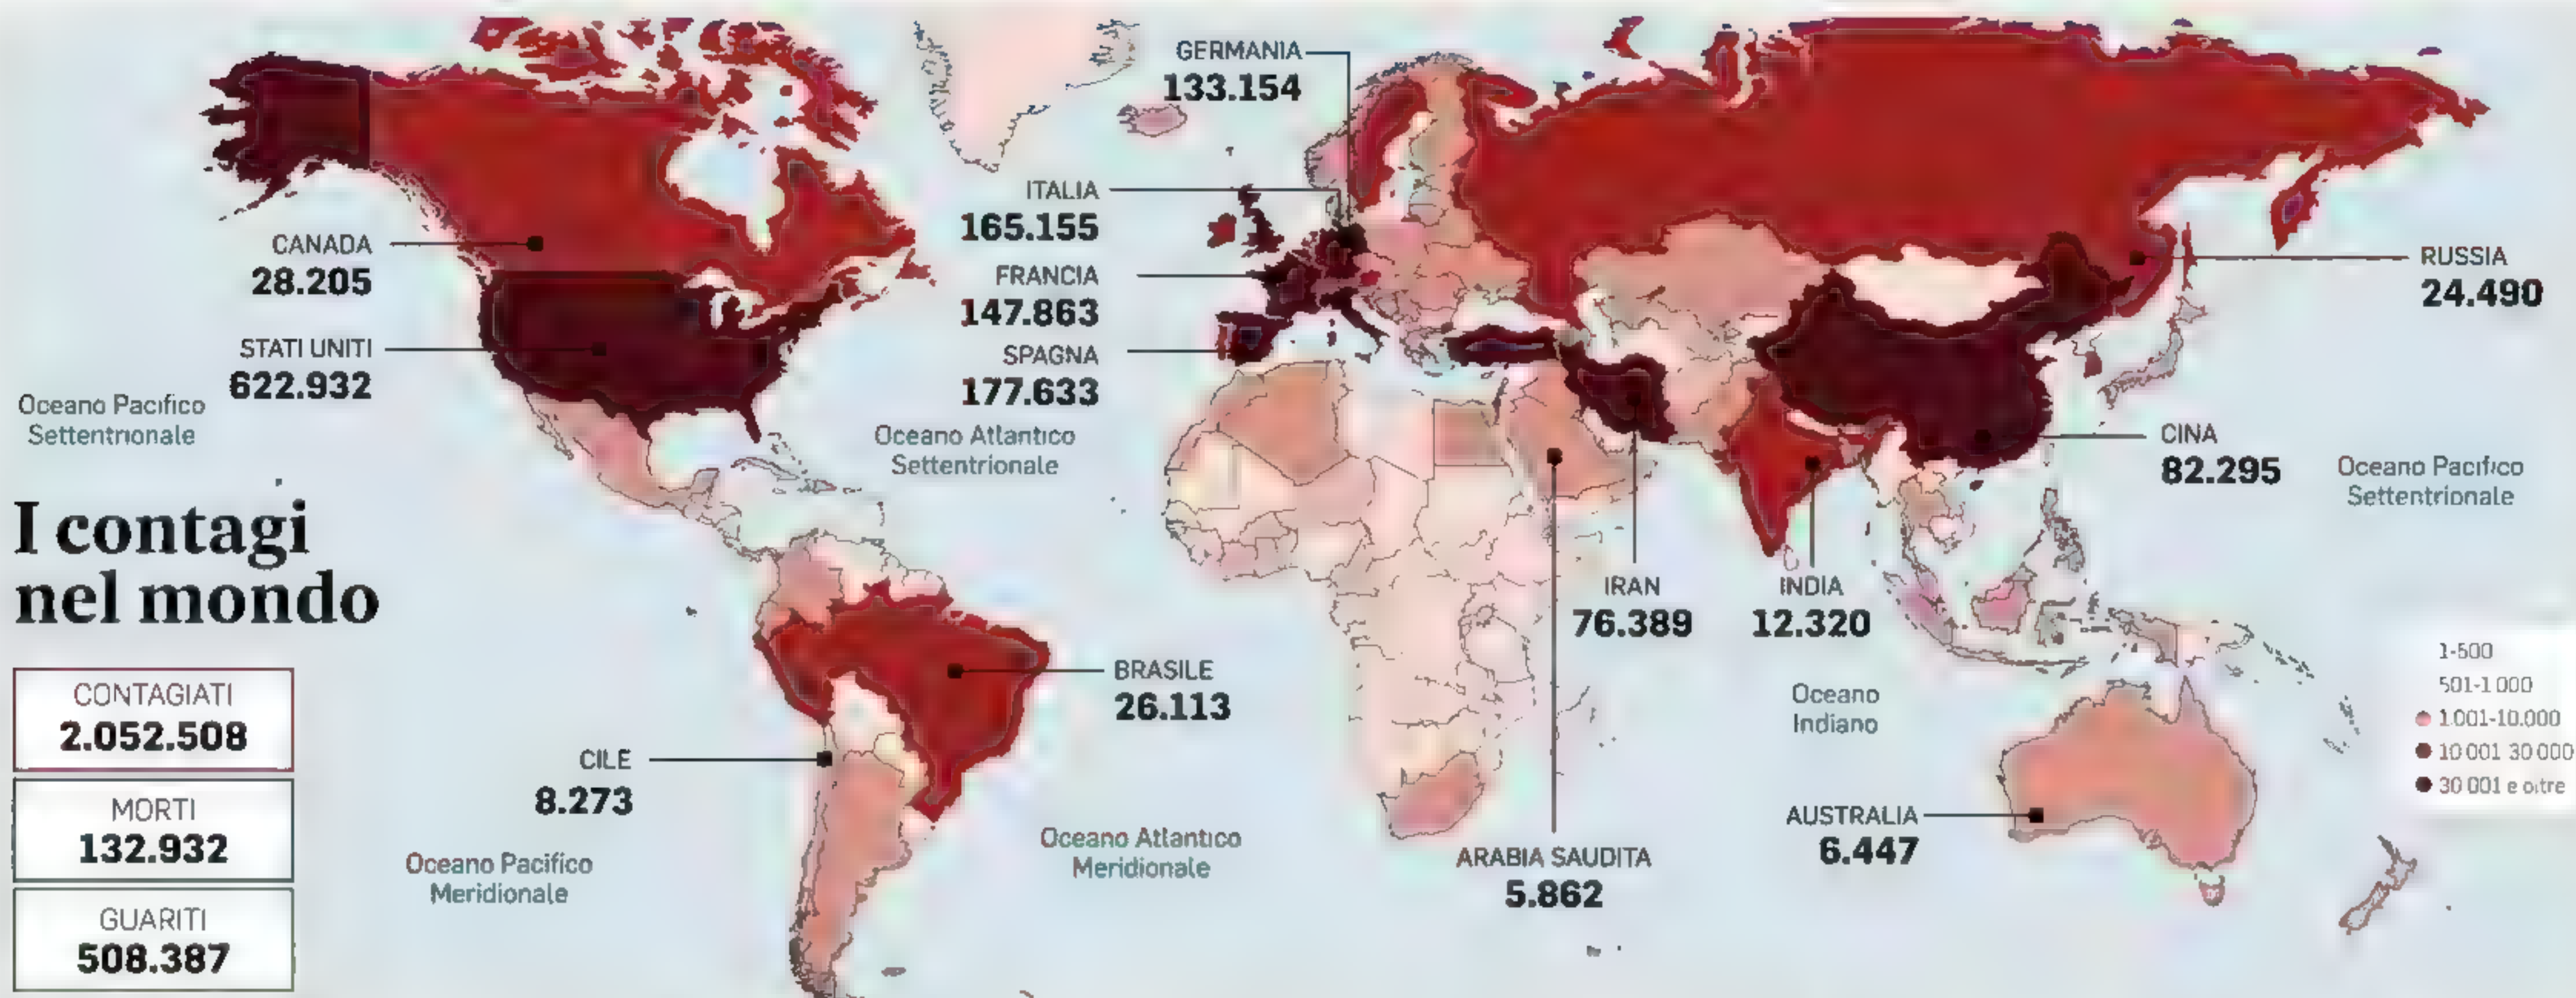 GERMANIA
133.154
ITALIA
165.155
CANADA
28.205
FRANCIA
147.863
RUSSIA
24.490
STATI UNITI
622.932
SPAGNA
177.633
Oceano Pacifico
Settentrionale
Oceano Atlantico
Settentrionale
CINA
82.295
Oceano Pacifico
Settentrionale
I contagi
nel mondo
IRAN
76.389
INDIA
12.320
CONTAGIATI
2.052.508
BRASILE
26.113
Oceano
Indiano
1-500
501-1 000
1.001-10.000
10 001 30 000
30 001 e oltre
CILE
8.273
MORTI
132.932
Oceano Pacifico
Meridionale
Oceano Atlantico
Meridionale
ARABIA SAUDITA
5.862
AUSTRALIA
6.447
GUARITI
508.387